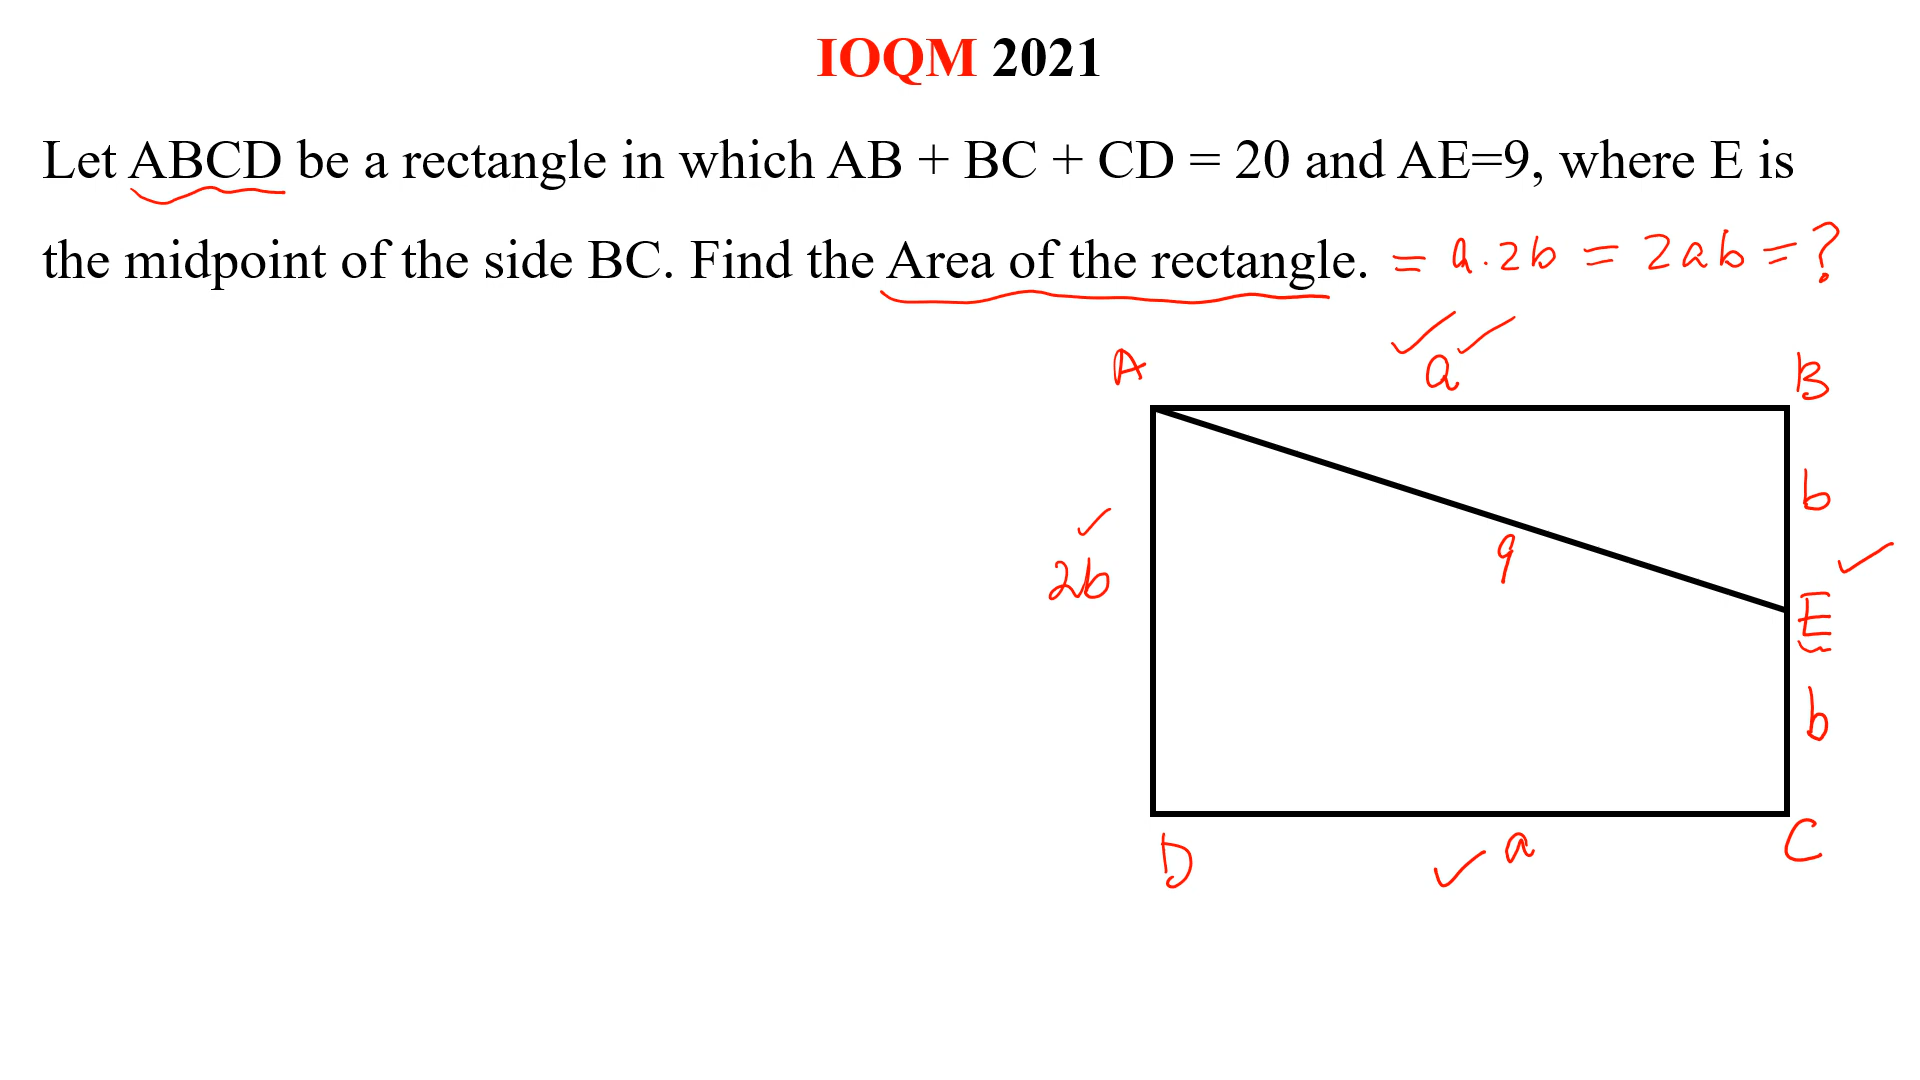 IOQM 2021
Let ABCD be a rectangle in which AB + BC + CD = 20 and AE=9, where E is
the midpoint of the side BC. Find the Area of the rectangle. = a.2b = 2ab = ?
a
A
B
b
9
2b
E
b
D
a
C